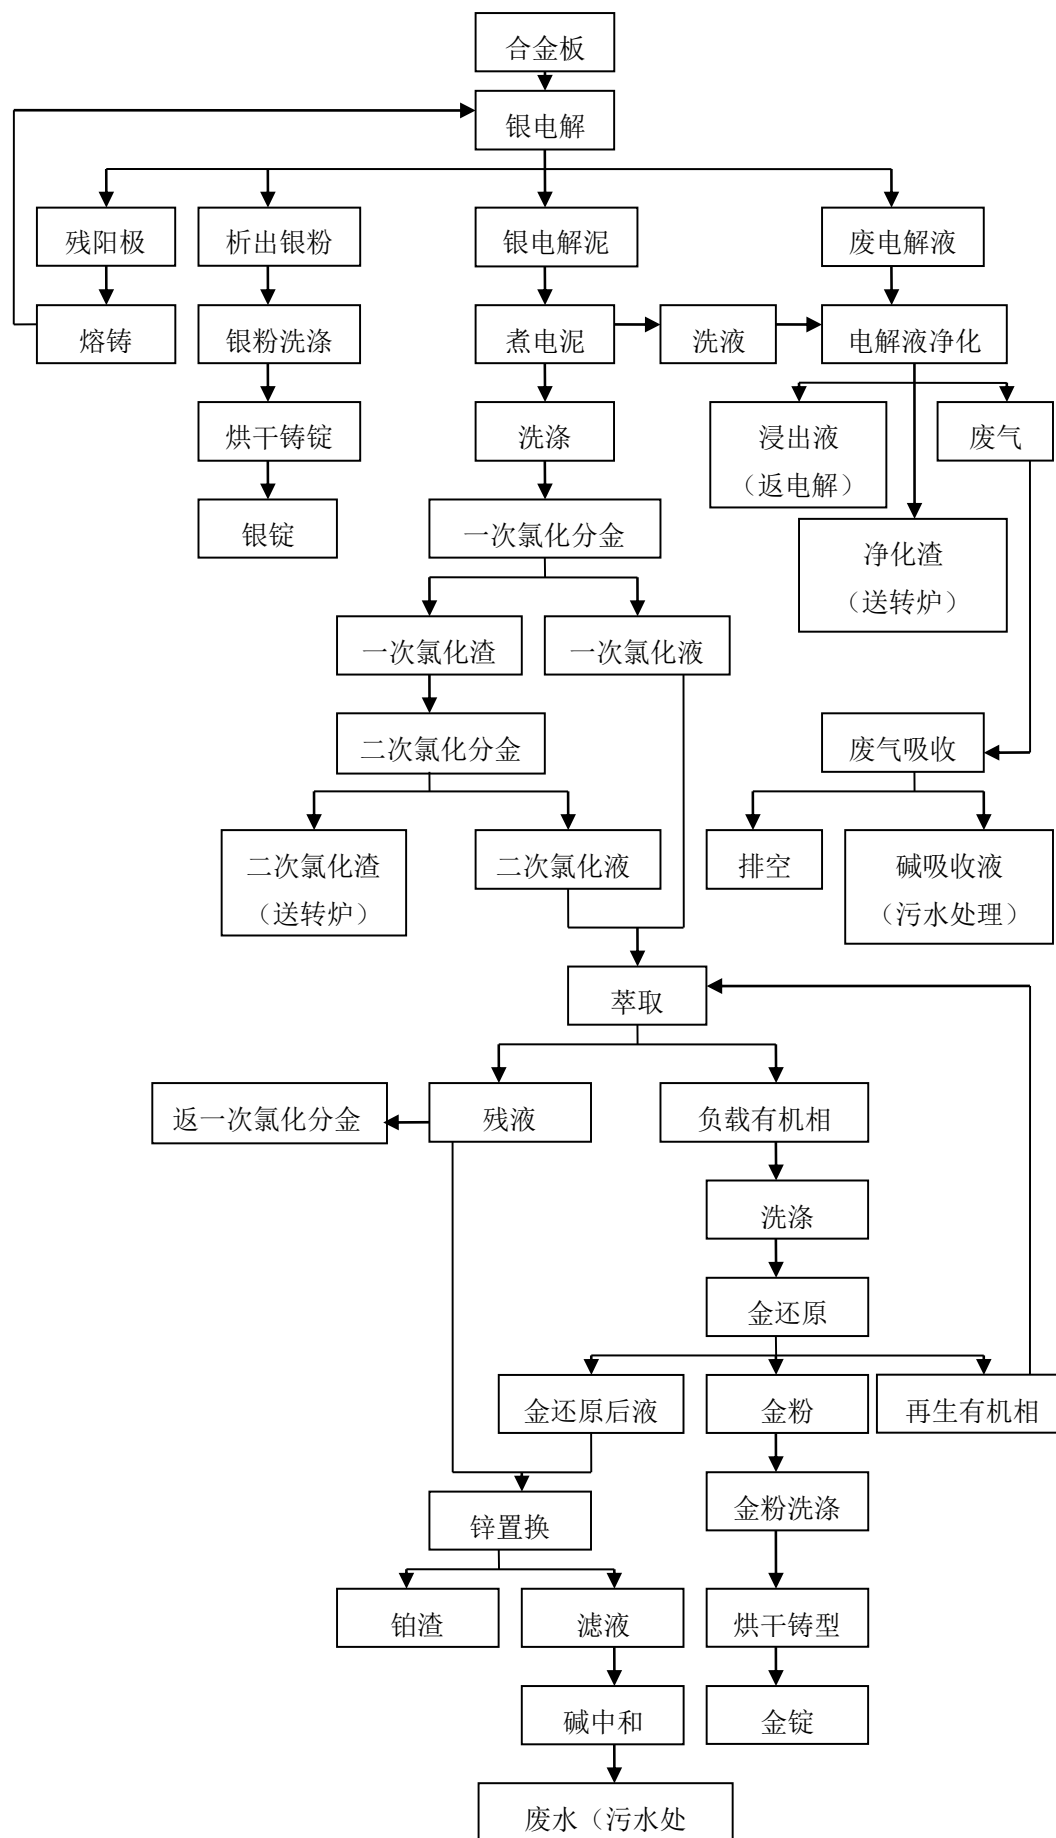 合金板
银电解
残阳极
析出银粉
银电解泥
废电解液
熔铸
银粉洗涤
煮电泥
洗液
电解液净化
烘干铸锭
洗涤
浸出液
(返电解)
废气
银锭
一次氯化分金
净化渣
(送转炉)
一次氯化渣
一次氯化液
二次氯化分金
废气吸收
二次氯化渣
(送转炉)
二次氯化液
排空
碱吸收液
(污水处理)
萃取
返一次氯化分金
残液
负载有机相
洗涤
金还原
金还原后液
金粉
再生有机相
锌置换
金粉洗涤
铂渣
滤液
烘干铸型
碱中和
金锭
废水（污水处